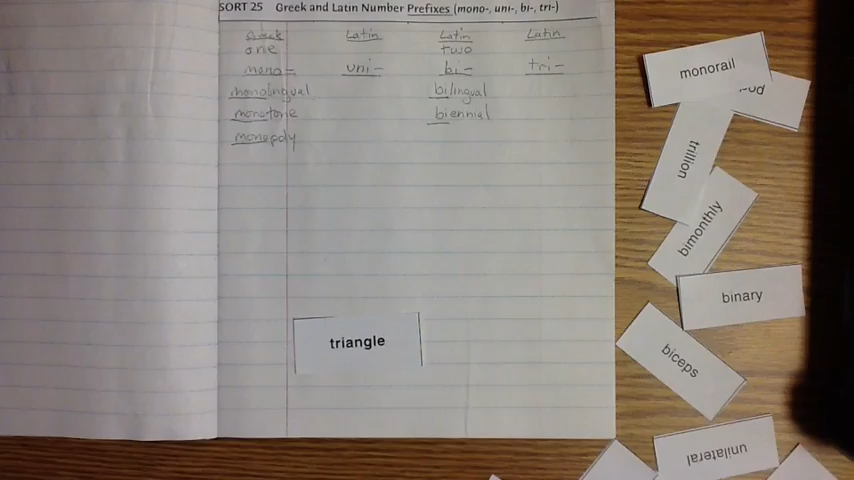 SORT 25 Greek and Latin Number Prefixes (mono-, uni-, bi-, tri-)
Greek Latin Latin Latin
one two
mono- uni- bi- tri-
monolingual bilingual
monotone biennial
monopoly
triangle
monorail
trillion
bimonthly
binary
biceps
unilateral